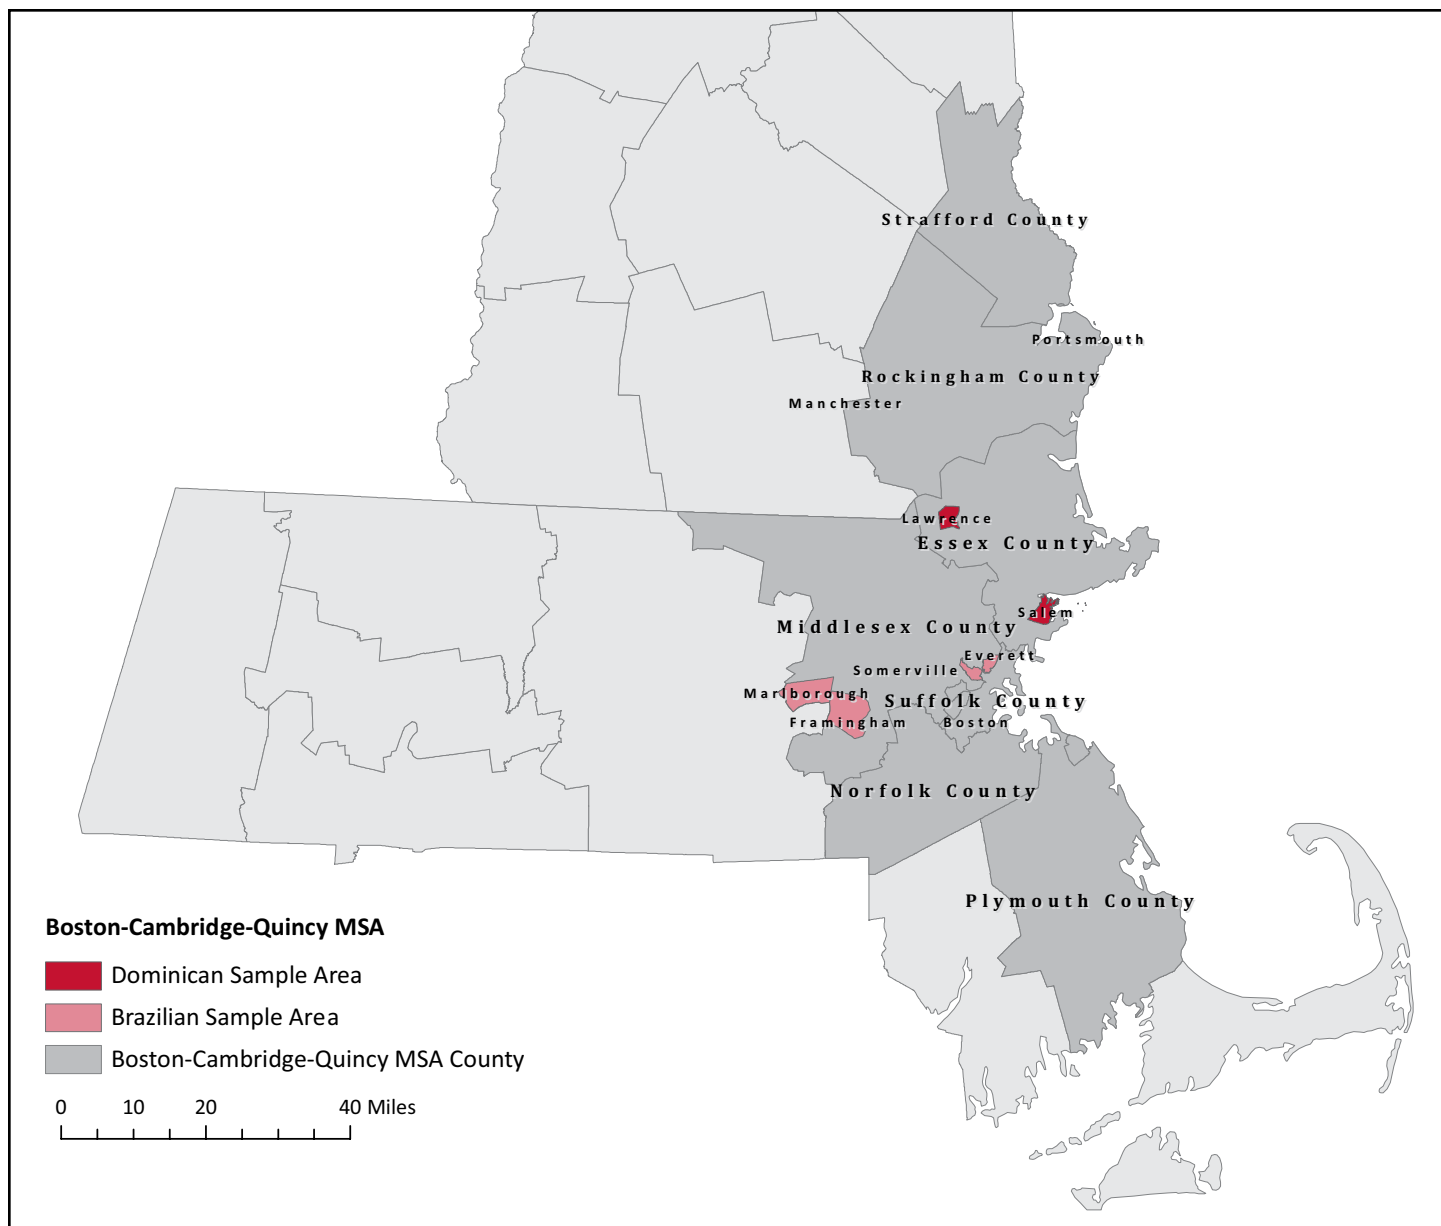 Strafford County
Portsmouth
Rockingham County
Manchester
Lawrence
Essex County
Salem
Middlesex County
Everett
Somerville
Marlborough
Suffolk County
Framingham
Boston
Norfolk County
Plymouth County
Boston-Cambridge-Quincy MSA
Dominican Sample Area
Brazilian Sample Area
Boston-Cambridge-Quincy MSA County
0 10 20 40 Miles